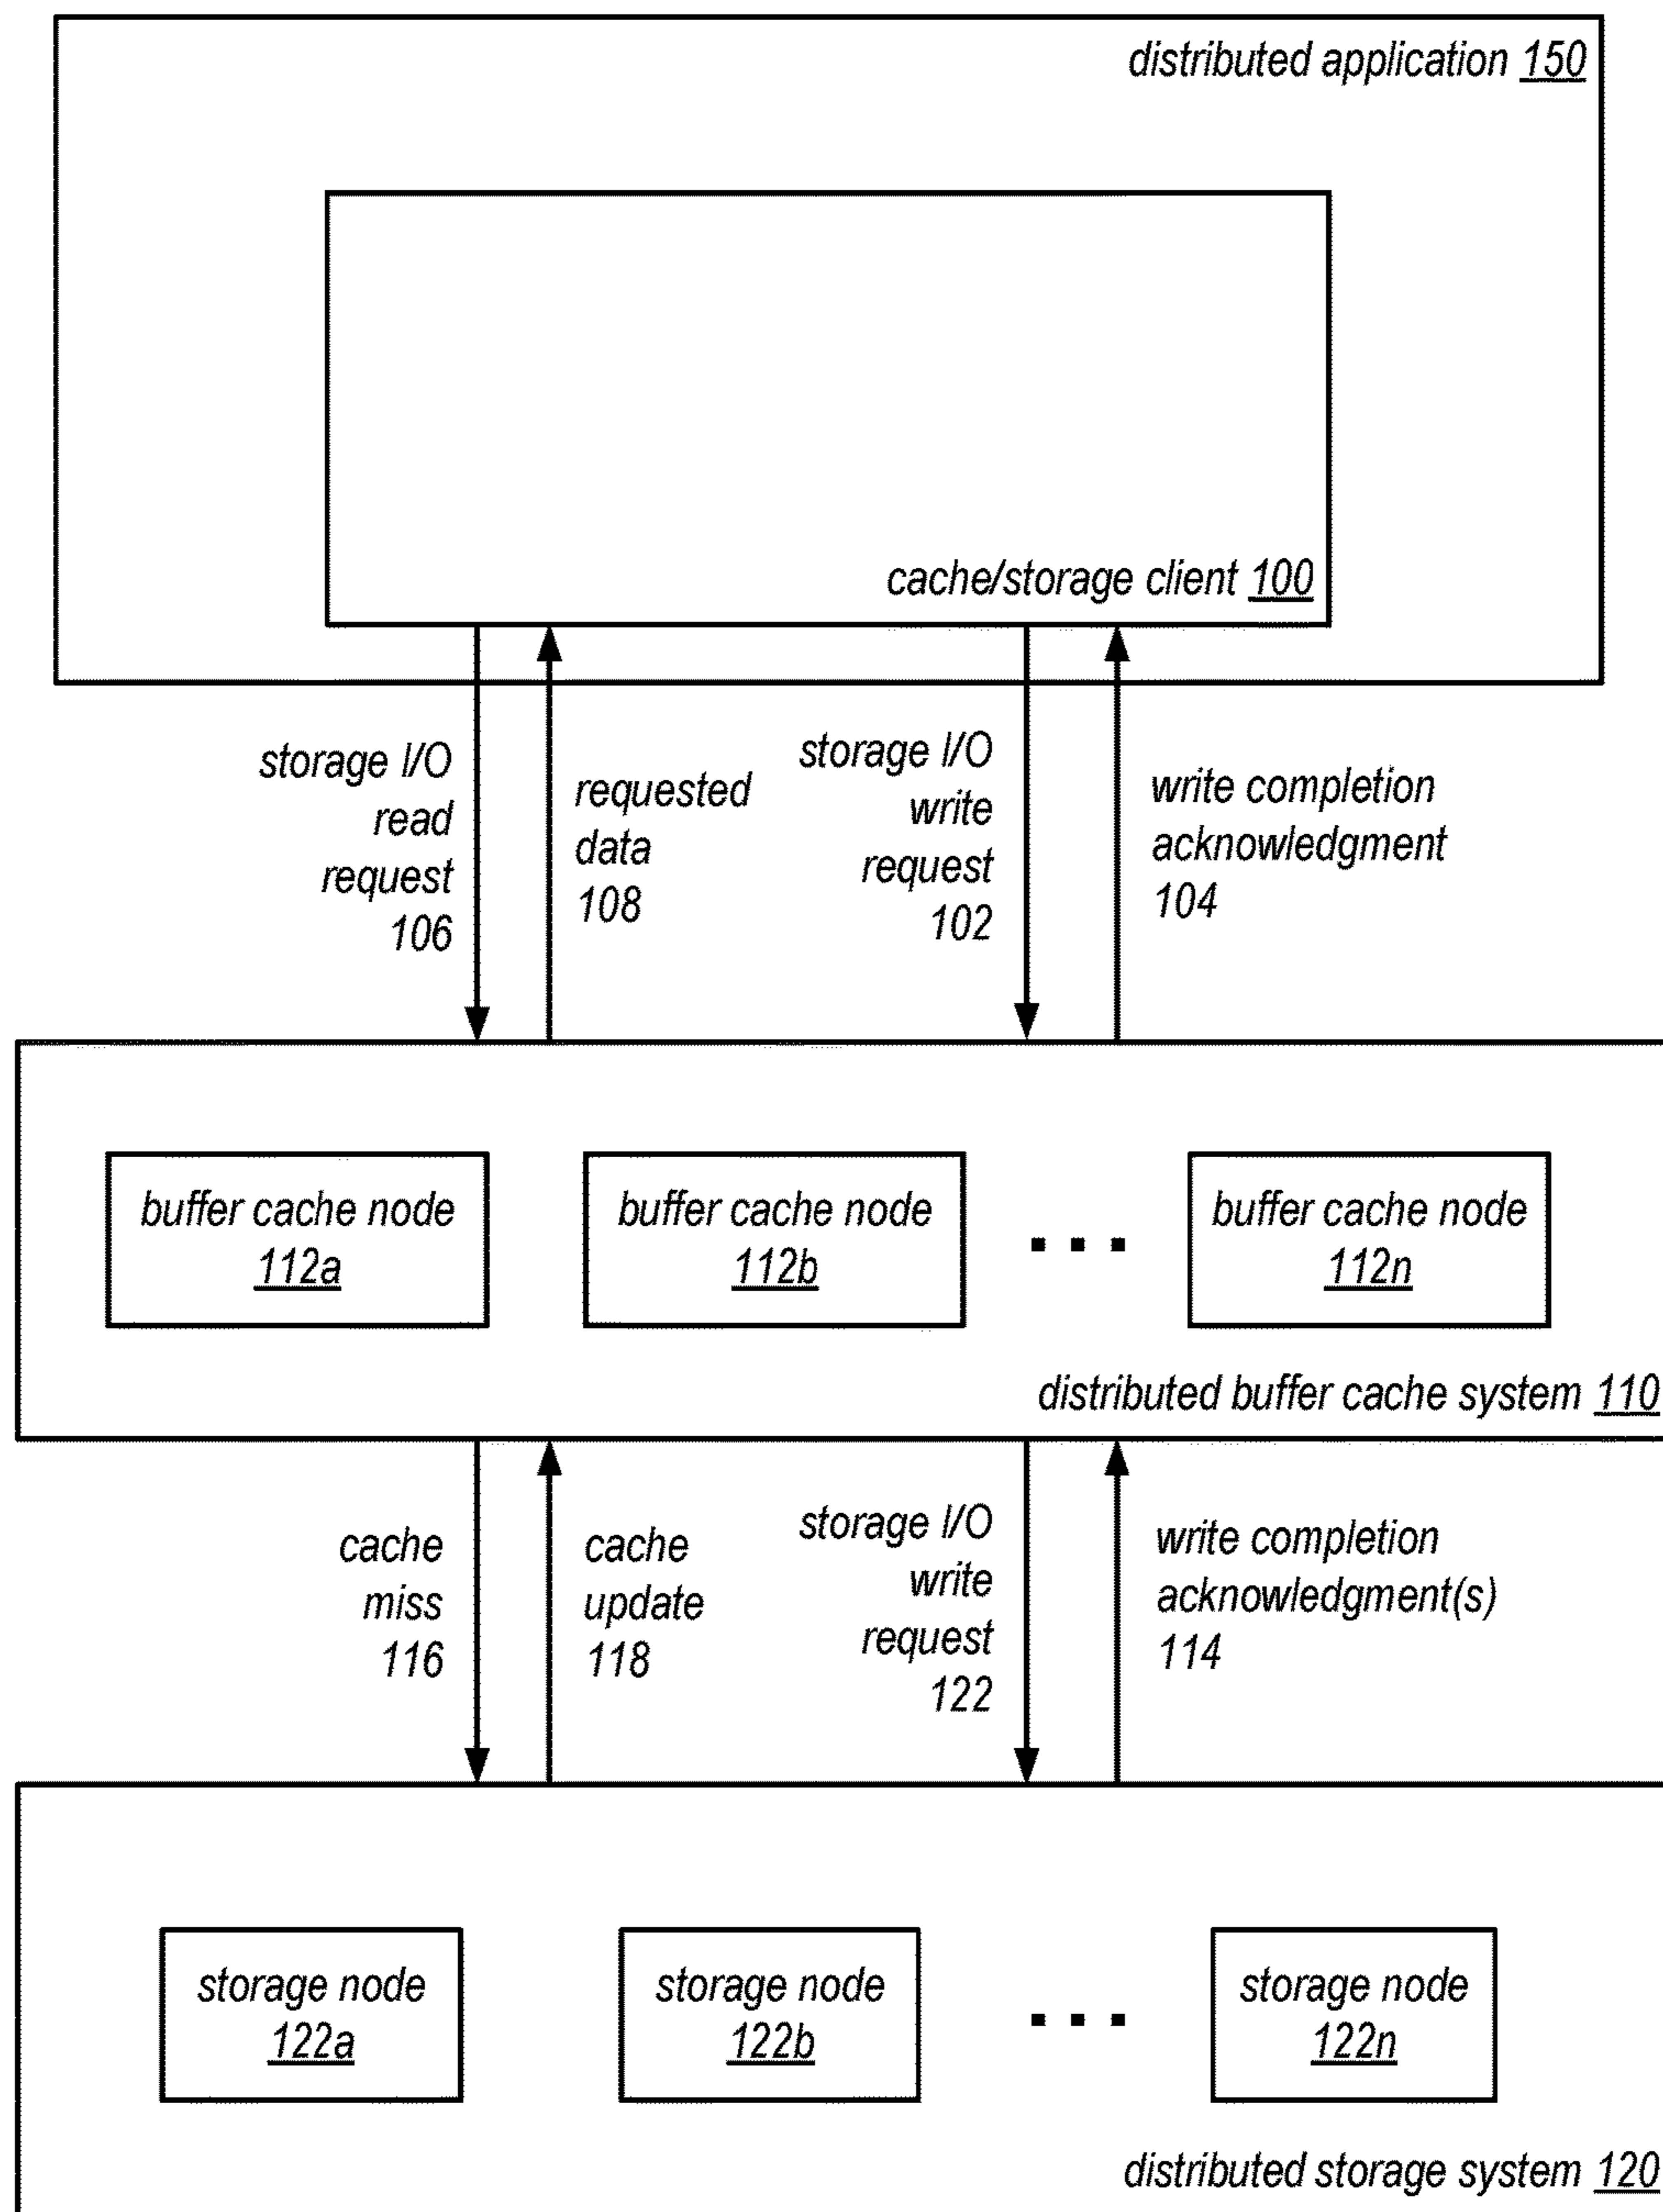 distributed application 150
cache/storage client 100
storage I/O
read
request
106
requested
data
108
storage I/O
write
request
102
write completion
acknowledgment
104
buffer cache node
112a
buffer cache node
112b
buffer cache node
112n
distributed buffer cache system 110
cache
miss
116
cache
update
118
storage I/O
write
request
122
write completion
acknowledgment(s)
114
storage node
122a
storage node
122b
storage node
122n
distributed storage system 120